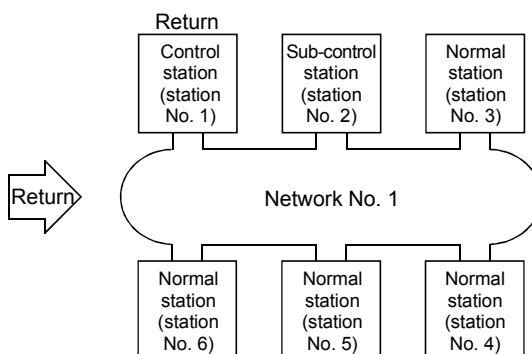 Return
Control
station
(station
No. 1)
Sub-control
station
(station
No. 2)
Normal
station
(station
No. 3)
Return
Network No. 1
Normal
station
(station
No. 6)
Normal
station
(station
No. 5)
Normal
station
(station
No. 4)